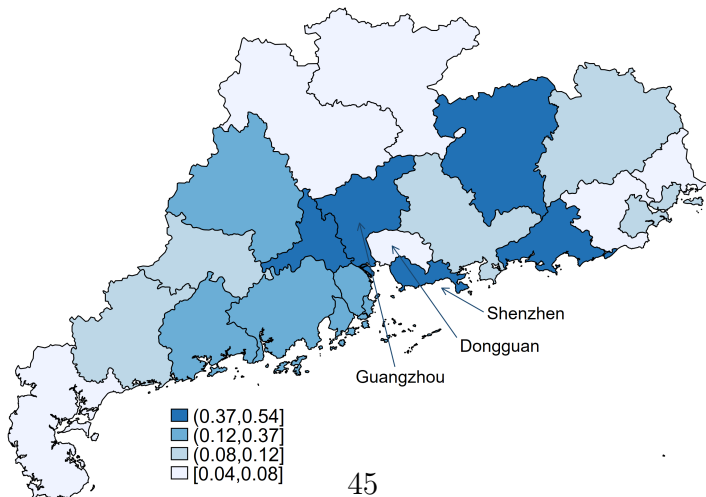 Shenzhen
Dongguan
Guangzhou
(0.37,0.54]
(0.12,0.37]
(0.08,0.12]
[0.04,0.08]
45